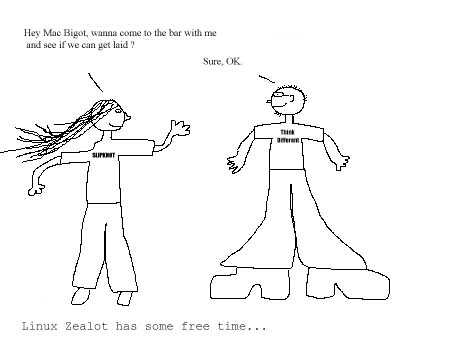 Hey Mac Bigot, wanna come to the bar with me
and see if we can get laid ?
Sure, OK.
SLIPKNOT
Think
Different
Linux Zealot has some free time...